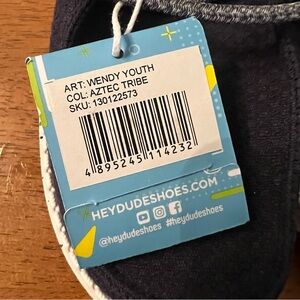 ART: WENDY YOUTH
COL: AZTEC TRIBE
SKU: 130122573
4 895245 114232
HEYDUDESHOES.COM
@heydudeshoes #heydudeshoes